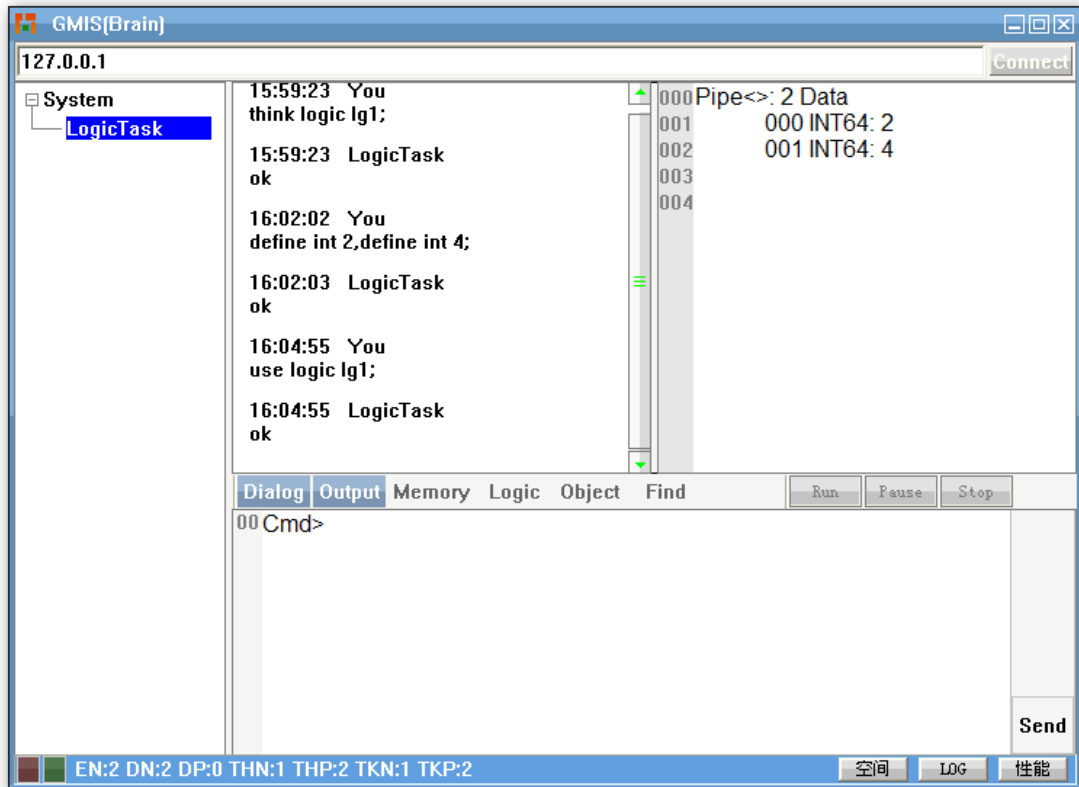 GMIS(Brain)
127.0.0.1
Connect
System
LogicTask
15:59:23 You
think logic lg1;
15:59:23 LogicTask
ok
16:02:02 You
define int 2,define int 4;
16:02:03 LogicTask
ok
16:04:55 You
use logic lg1;
16:04:55 LogicTask
ok
000 Pipe<>: 2 Data
001 000 INT64: 2
002 001 INT64: 4
003
004
Dialog Output Memory Logic Object Find Run Pause Stop
00 Cmd>
Send
EN:2 DN:2 DP:0 THN:1 THP:2 TKN:1 TKP:2 空间 LOG 性能